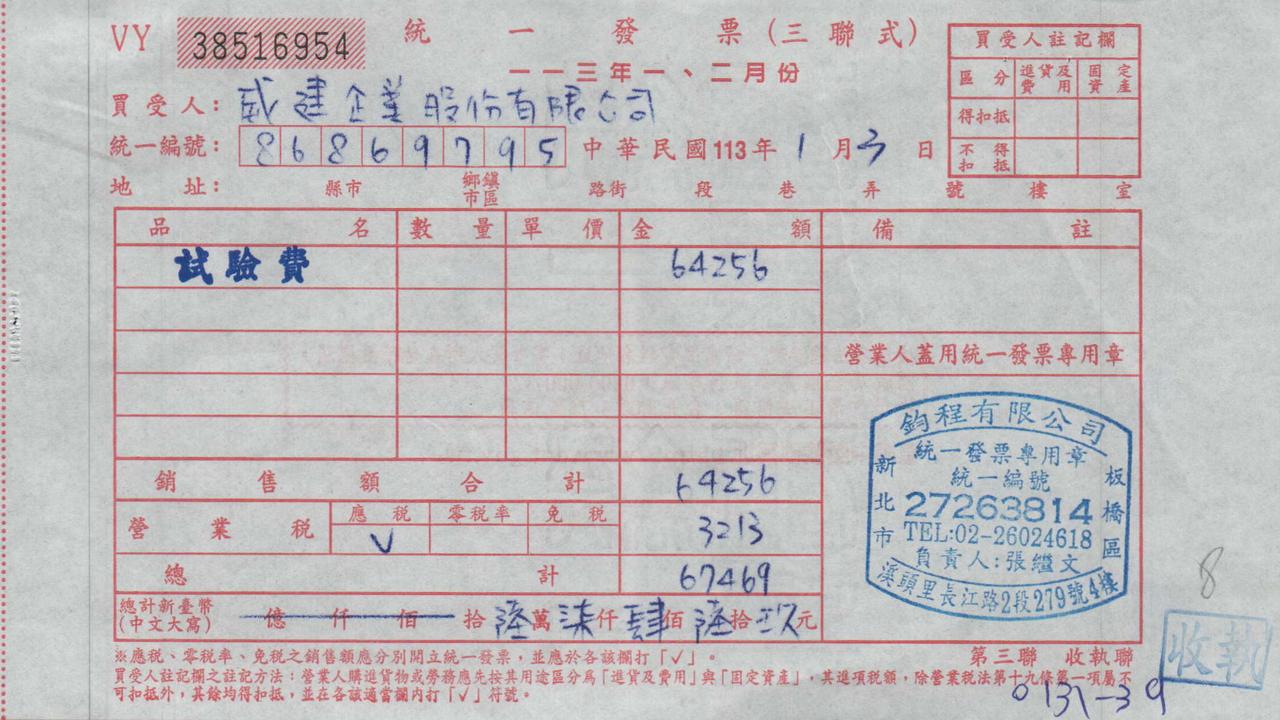 VY 38516954 統一發票(三聯式)
一一三年一、二月份
買受人註記欄
區分 進貨及費用 固定資產
得扣抵
不得扣抵
買受人: 威建企業股份有限公司
統一編號: 86869795 中華民國113年1月3日
地址: 縣市 鄉鎮市區 路街 段 巷 弄 號 樓 室
品名 數量 單價 金額 備註
試驗費 64256
營業人蓋用統一發票專用章
鈞程有限公司
統一發票專用章
統一編號
27263814
TEL:02-26024618
負責人:張繼文
新北市 板橋區
溪頭里長江路2段279號4樓
銷售額合計 64256
營業稅 應稅 零稅率 免稅 3213
V
總計 67469
總計新臺幣
(中文大寫) 億仟佰拾陸萬柒仟肆佰陸拾玖元
※應稅、零稅率、免稅之銷售額應分別開立統一發票,並應於各該欄打「✓」。
第三聯 收執聯
買受人註記欄之註記方法:營業人購進貨物或勞務應先按其用途區分為「進貨及費用」與「固定資產」,其進項稅額,除營業稅法第十九條第一項屬不
可扣抵外,其餘均得扣抵,並在各該適當欄內打「✓」符號。
8
收執
0131-39